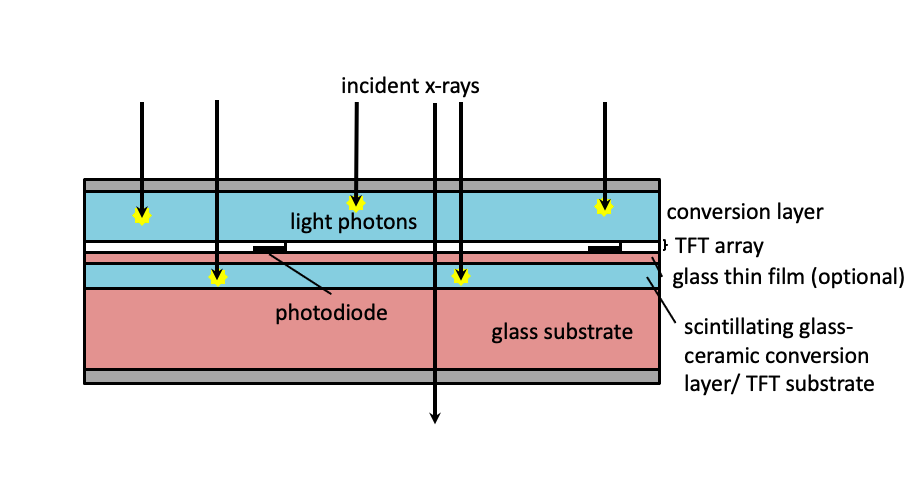 incident x-rays
light photons
conversion layer
} TFT array
glass thin film (optional)
photodiode
glass substrate
scintillating glass-
ceramic conversion
layer/ TFT substrate